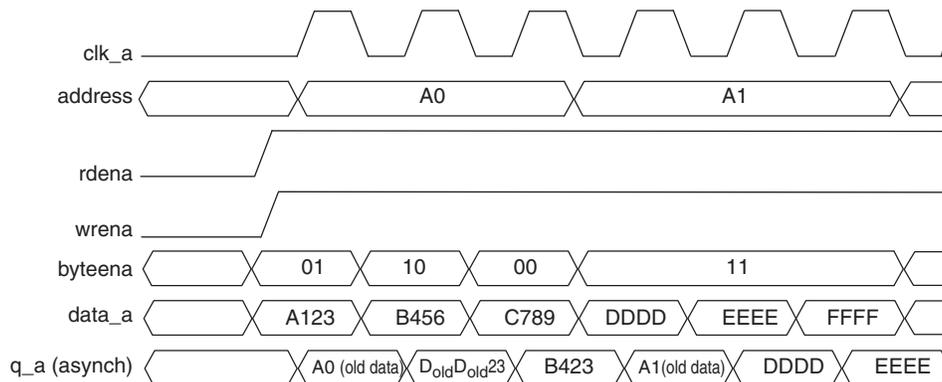 clk_a
address A0 A1
rdena
wrena
byteena 01 10 00 11
data_a A123 B456 C789 DDDD EEEE FFFF
q_a (asynch) A0 (old data) DoldDold23 B423 A1(old data) DDDD EEEE